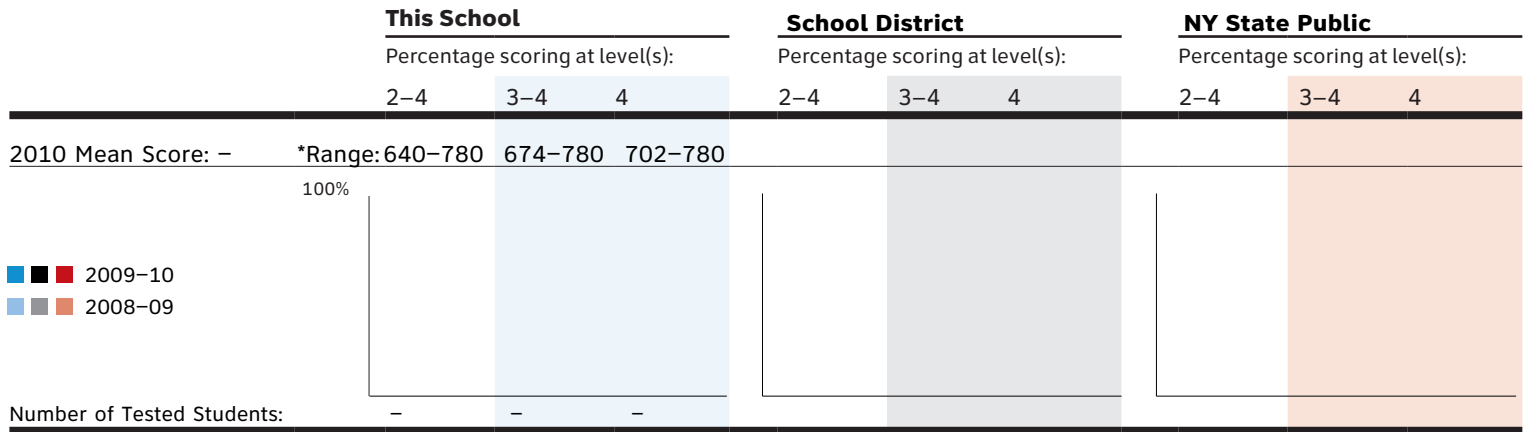 This School School District NY State Public
Percentage scoring at level(s): Percentage scoring at level(s): Percentage scoring at level(s):
2–4 3–4 4 2–4 3–4 4 2–4 3–4 4
2010 Mean Score: – *Range: 640–780 674–780 702–780
100%
2009–10
2008–09
Number of Tested Students: – – –